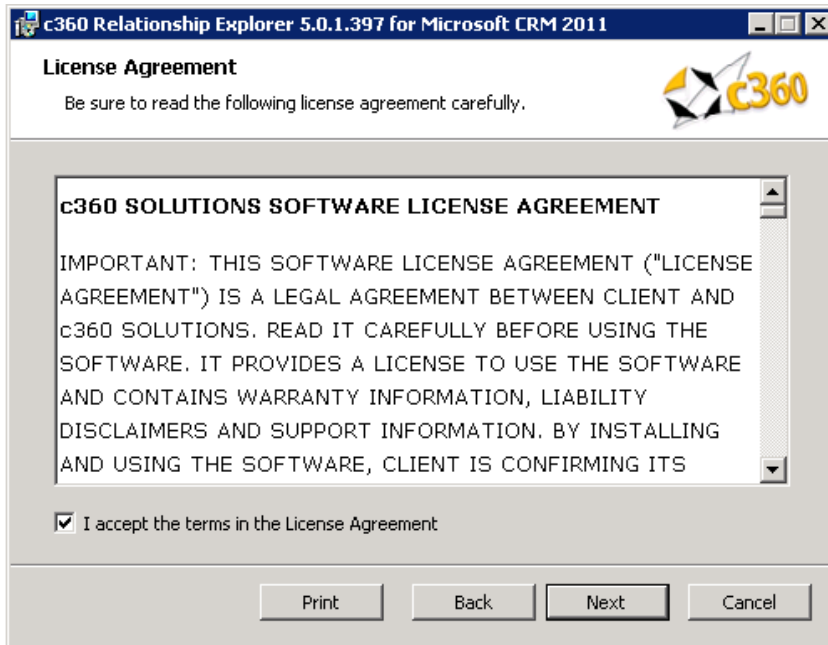 c360 Relationship Explorer 5.0.1.397 for Microsoft CRM 2011
License Agreement
Be sure to read the following license agreement carefully.
c360
c360 SOLUTIONS SOFTWARE LICENSE AGREEMENT
IMPORTANT: THIS SOFTWARE LICENSE AGREEMENT ("LICENSE
AGREEMENT") IS A LEGAL AGREEMENT BETWEEN CLIENT AND
c360 SOLUTIONS. READ IT CAREFULLY BEFORE USING THE
SOFTWARE. IT PROVIDES A LICENSE TO USE THE SOFTWARE
AND CONTAINS WARRANTY INFORMATION, LIABILITY
DISCLAIMERS AND SUPPORT INFORMATION. BY INSTALLING
AND USING THE SOFTWARE, CLIENT IS CONFIRMING ITS
I accept the terms in the License Agreement
Print Back Next Cancel